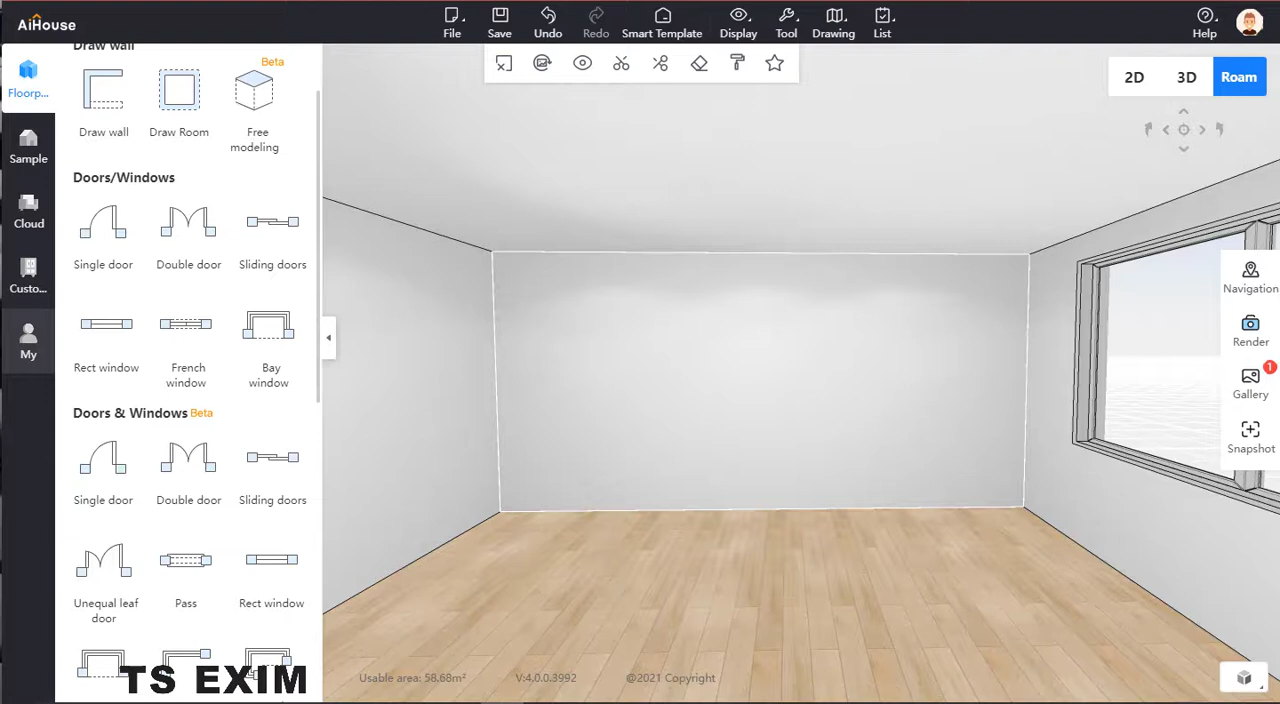 AiHouse
File
Save
Undo
Redo
Smart Template
Display
Tool
Drawing
List
Help
Floorp...
Sample
Cloud
Custo...
My
Draw wall
Beta
Draw wall
Draw Room
Free
modeling
Doors/Windows
Single door
Double door
Sliding doors
Rect window
French
window
Bay
window
Doors & Windows Beta
Single door
Double door
Sliding doors
Unequal leaf
door
Pass
Rect window
TS EXIM
2D
3D
Roam
Navigation
Render
1
Gallery
Snapshot
Usable area: 58.68m²
V:4.0.0.3992
@2021 Copyright